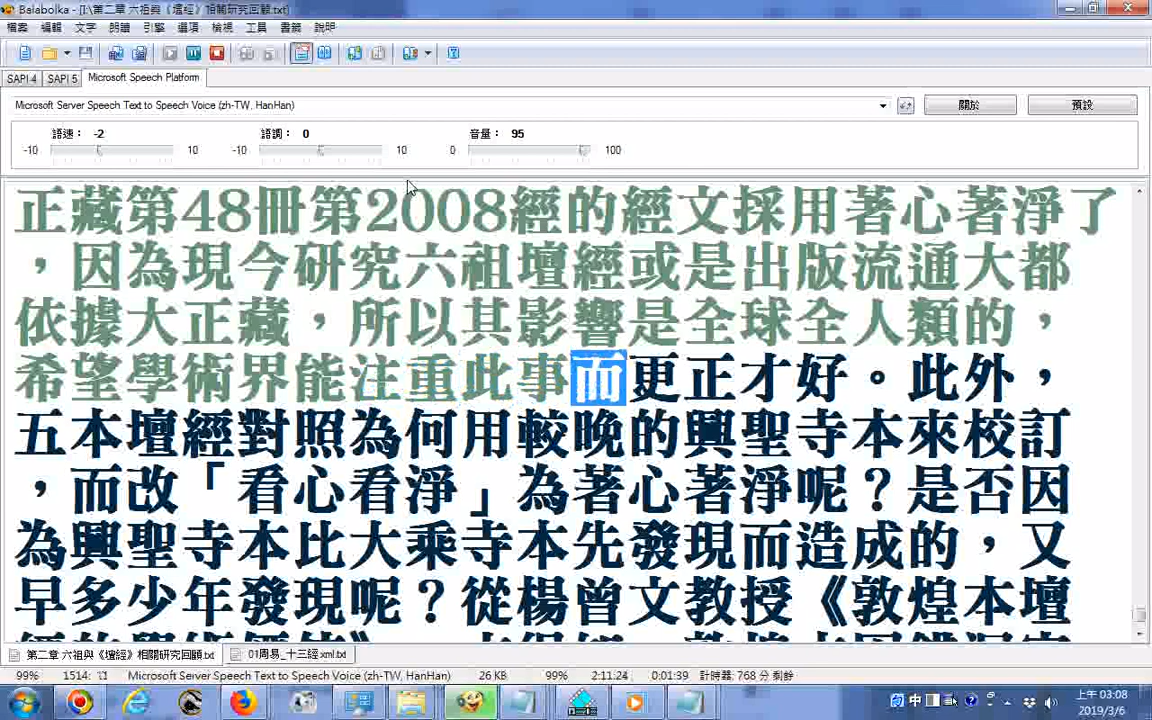 Balabolka - [I:\第二章 六祖與《壇經》相關研究回顧.txt]
檔案 編輯 文字 朗讀 引擎 選項 檢視 工具 書籤 說明
SAPI 4 SAPI 5 Microsoft Speech Platform
Microsoft Server Speech Text to Speech Voice (zh-TW, HanHan) 關於 預設
語速： -2 語調： 0 音量： 95
-10 10 -10 10 0 100
正藏第48冊第2008經的經文採用著心著淨了
，因為現今研究六祖壇經或是出版流通大都
依據大正藏，所以其影響是全球全人類的，
希望學術界能注重此事而更正才好。此外，
五本壇經對照為何用較晚的興聖寺本來校訂
，而改「看心看淨」為著心著淨呢？是否因
為興聖寺本比大乘寺本先發現而造成的，又
早多少年發現呢？從楊曾文教授《敦煌本壇
第二章 六祖與《壇經》相關研究回顧.txt 01周易_十三經.xml.txt
99% 1514: 11 Microsoft Server Speech Text to Speech Voice (zh-TW, HanHan) 26 KB 99% 2:11.24 0:01:39 計時器: 768 分 剩餘
中
上午 03:08
2019/3/6